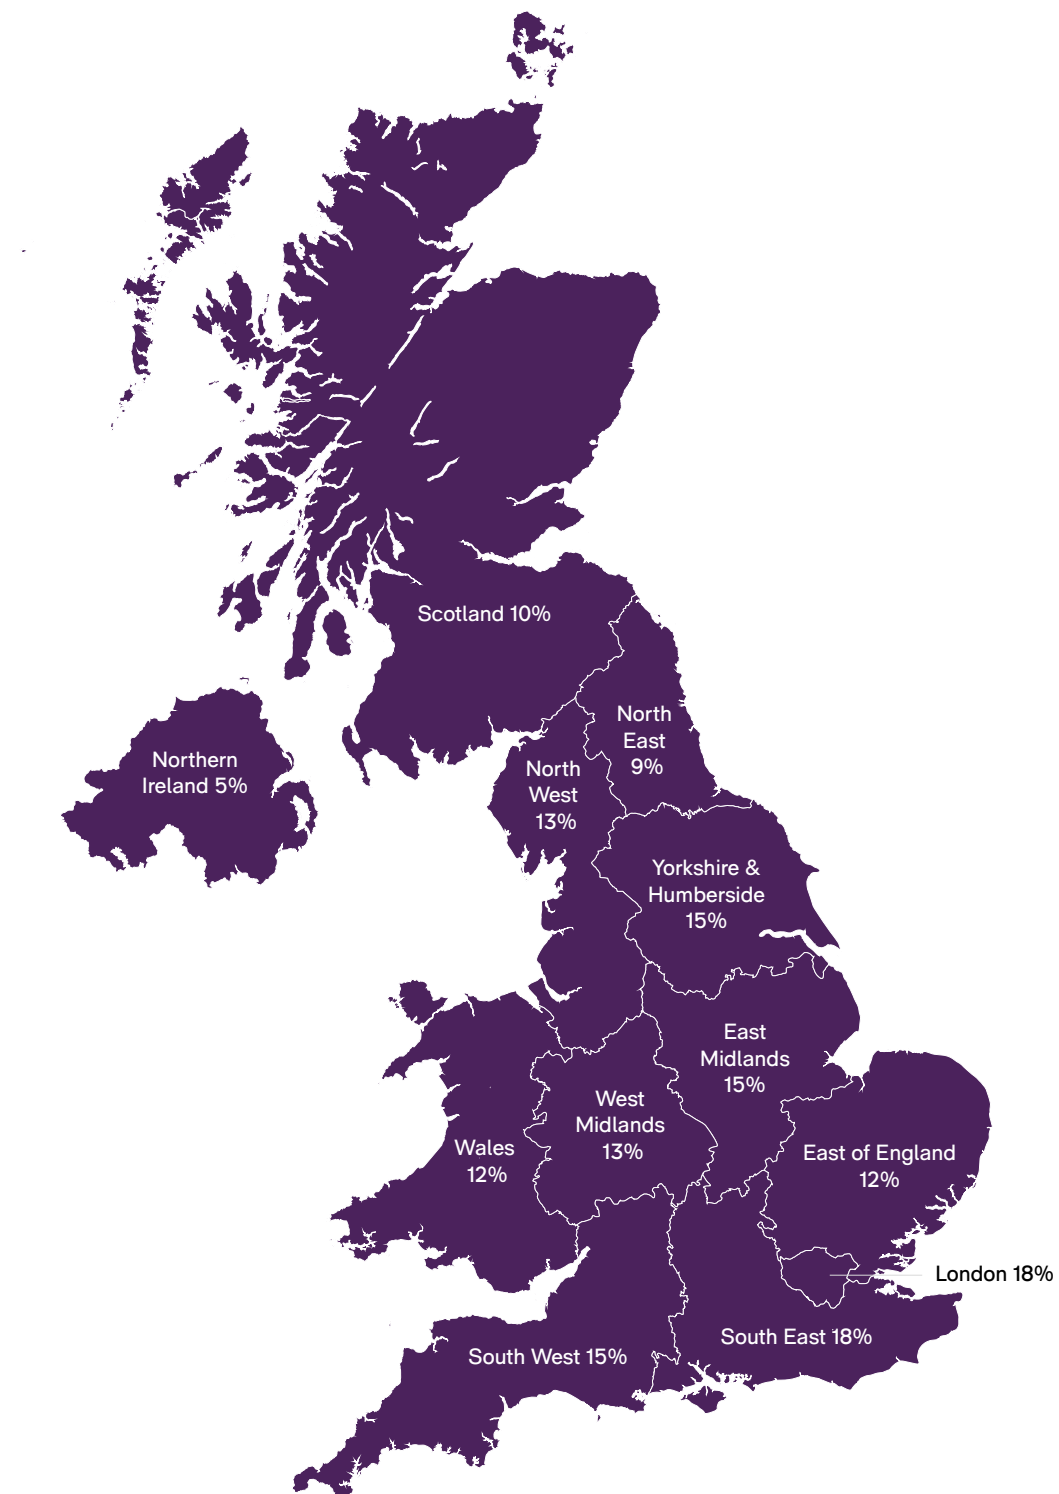 Scotland 10%
North
East
9%
Northern
Ireland 5%
North
West
13%
Yorkshire &
Humberside
15%
East
Midlands
15%
West
Midlands
13%
Wales
12%
East of England
12%
London 18%
South East 18%
South West 15%